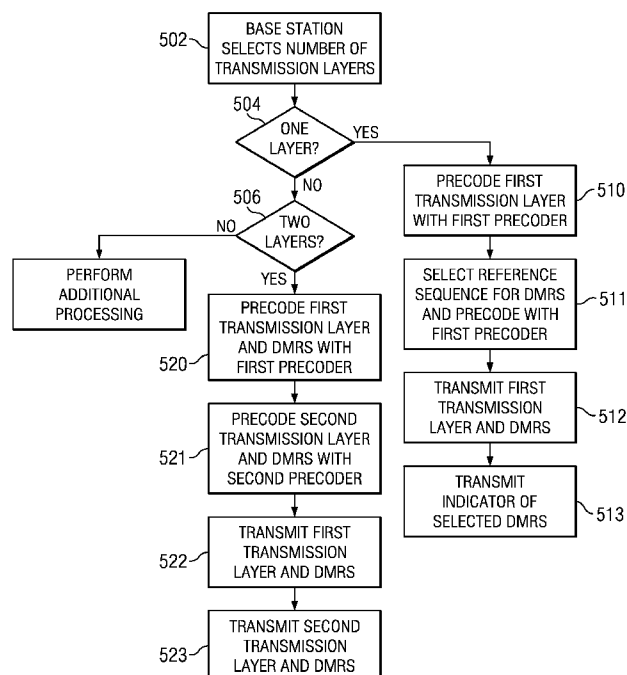 502
BASE STATION
SELECTS NUMBER OF
TRANSMISSION LAYERS
504
ONE
LAYER?
YES
NO
506
TWO
LAYERS?
NO
YES
PERFORM
ADDITIONAL
PROCESSING
PRECODE FIRST
TRANSMISSION LAYER
WITH FIRST PRECODER
510
SELECT REFERENCE
SEQUENCE FOR DMRS
AND PRECODE WITH
FIRST PRECODER
511
TRANSMIT FIRST
TRANSMISSION
LAYER AND DMRS
512
TRANSMIT
INDICATOR OF
SELECTED DMRS
513
PRECODE FIRST
TRANSMISSION LAYER
AND DMRS WITH
FIRST PRECODER
520
PRECODE SECOND
TRANSMISSION LAYER
AND DMRS WITH
SECOND PRECODER
521
TRANSMIT FIRST
TRANSMISSION
LAYER AND DMRS
522
TRANSMIT SECOND
TRANSMISSION
LAYER AND DMRS
523